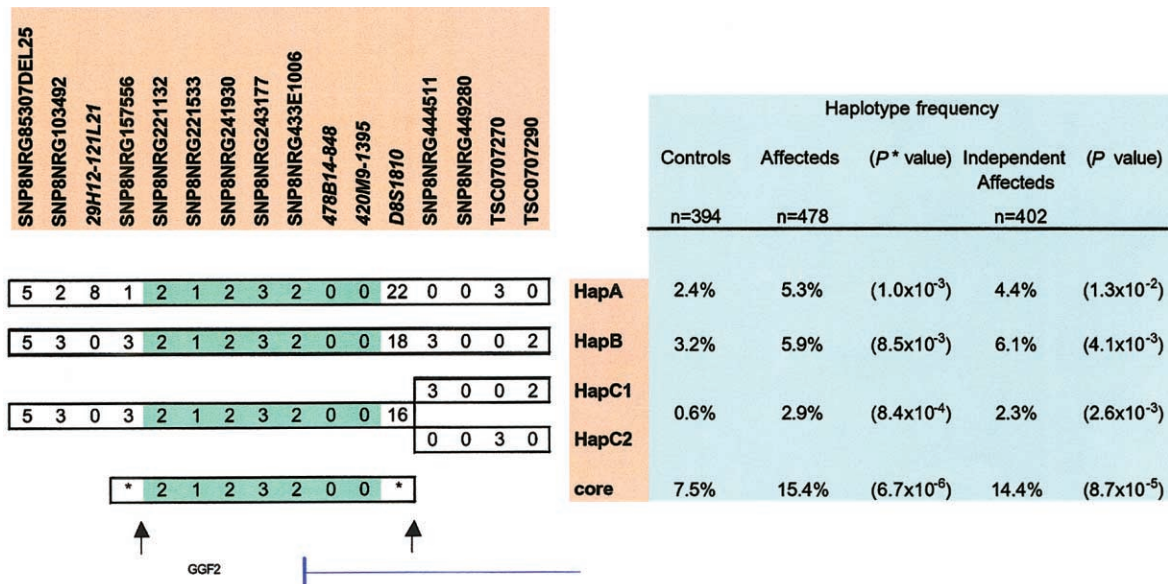 SNP8NRG85307DEL25
SNP8NRG103492
29H12-121L21
SNP8NRG157556
SNP8NRG221132
SNP8NRG221533
SNP8NRG241930
SNP8NRG243177
SNP8NRG433E1006
478B14-848
420M9-1395
D8S1810
SNP8NRG444511
SNP8NRG449280
TSC0707270
TSC0707290
Haplotype frequency
Controls Affecteds (P* value) Independent Affecteds (P value)
n=394 n=478 n=402
5 2 8 1 2 1 2 3 2 0 0 22 0 0 3 0 HapA 2.4% 5.3% (1.0x10⁻³) 4.4% (1.3x10⁻²)
5 3 0 3 2 1 2 3 2 0 0 18 3 0 0 2 HapB 3.2% 5.9% (8.5x10⁻³) 6.1% (4.1x10⁻³)
3 0 0 2 HapC1
5 3 0 3 2 1 2 3 2 0 0 16 0.6% 2.9% (8.4x10⁻⁴) 2.3% (2.6x10⁻³)
0 0 3 0 HapC2
* 2 1 2 3 2 0 0 * core 7.5% 15.4% (6.7x10⁻⁶) 14.4% (8.7x10⁻⁵)
GGF2